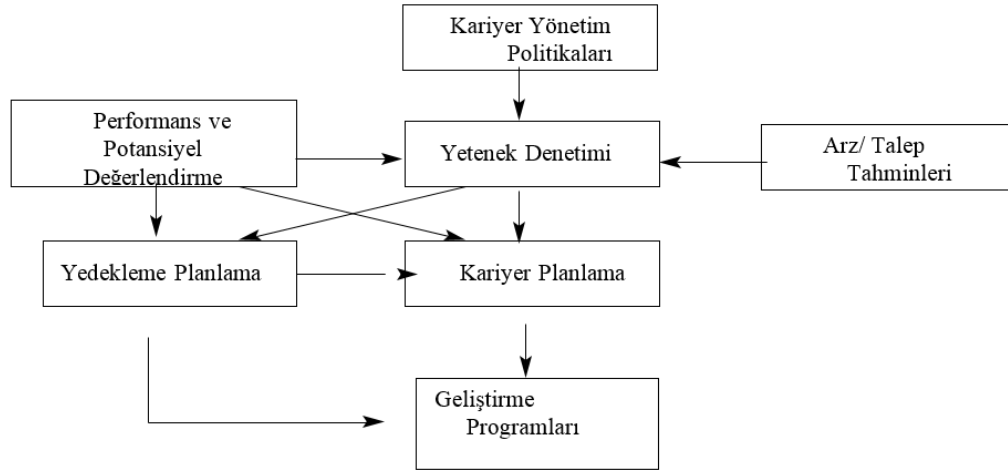 Kariyer Yönetim
Politikaları
Performans ve
Potansiyel
Değerlendirme
Yetenek Denetimi
Arz/ Talep
Tahminleri
Yedekleme Planlama
Kariyer Planlama
Geliştirme
Programları